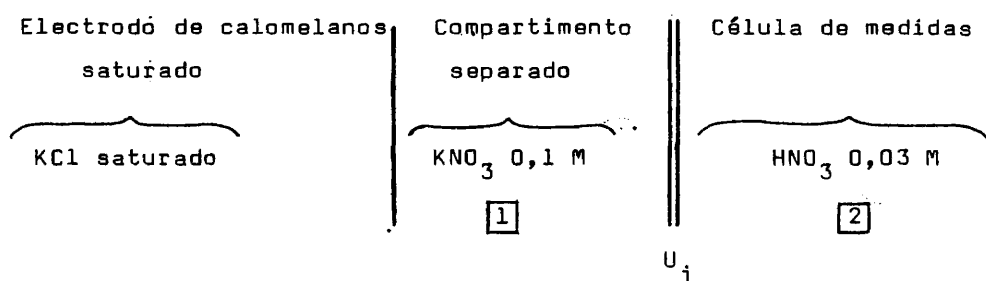 Electrodo de calomelanos Compartimento Célula de medidas
saturado separado
KCl saturado KNO3 0,1 M HNO3 0,03 M
1 2
Uj